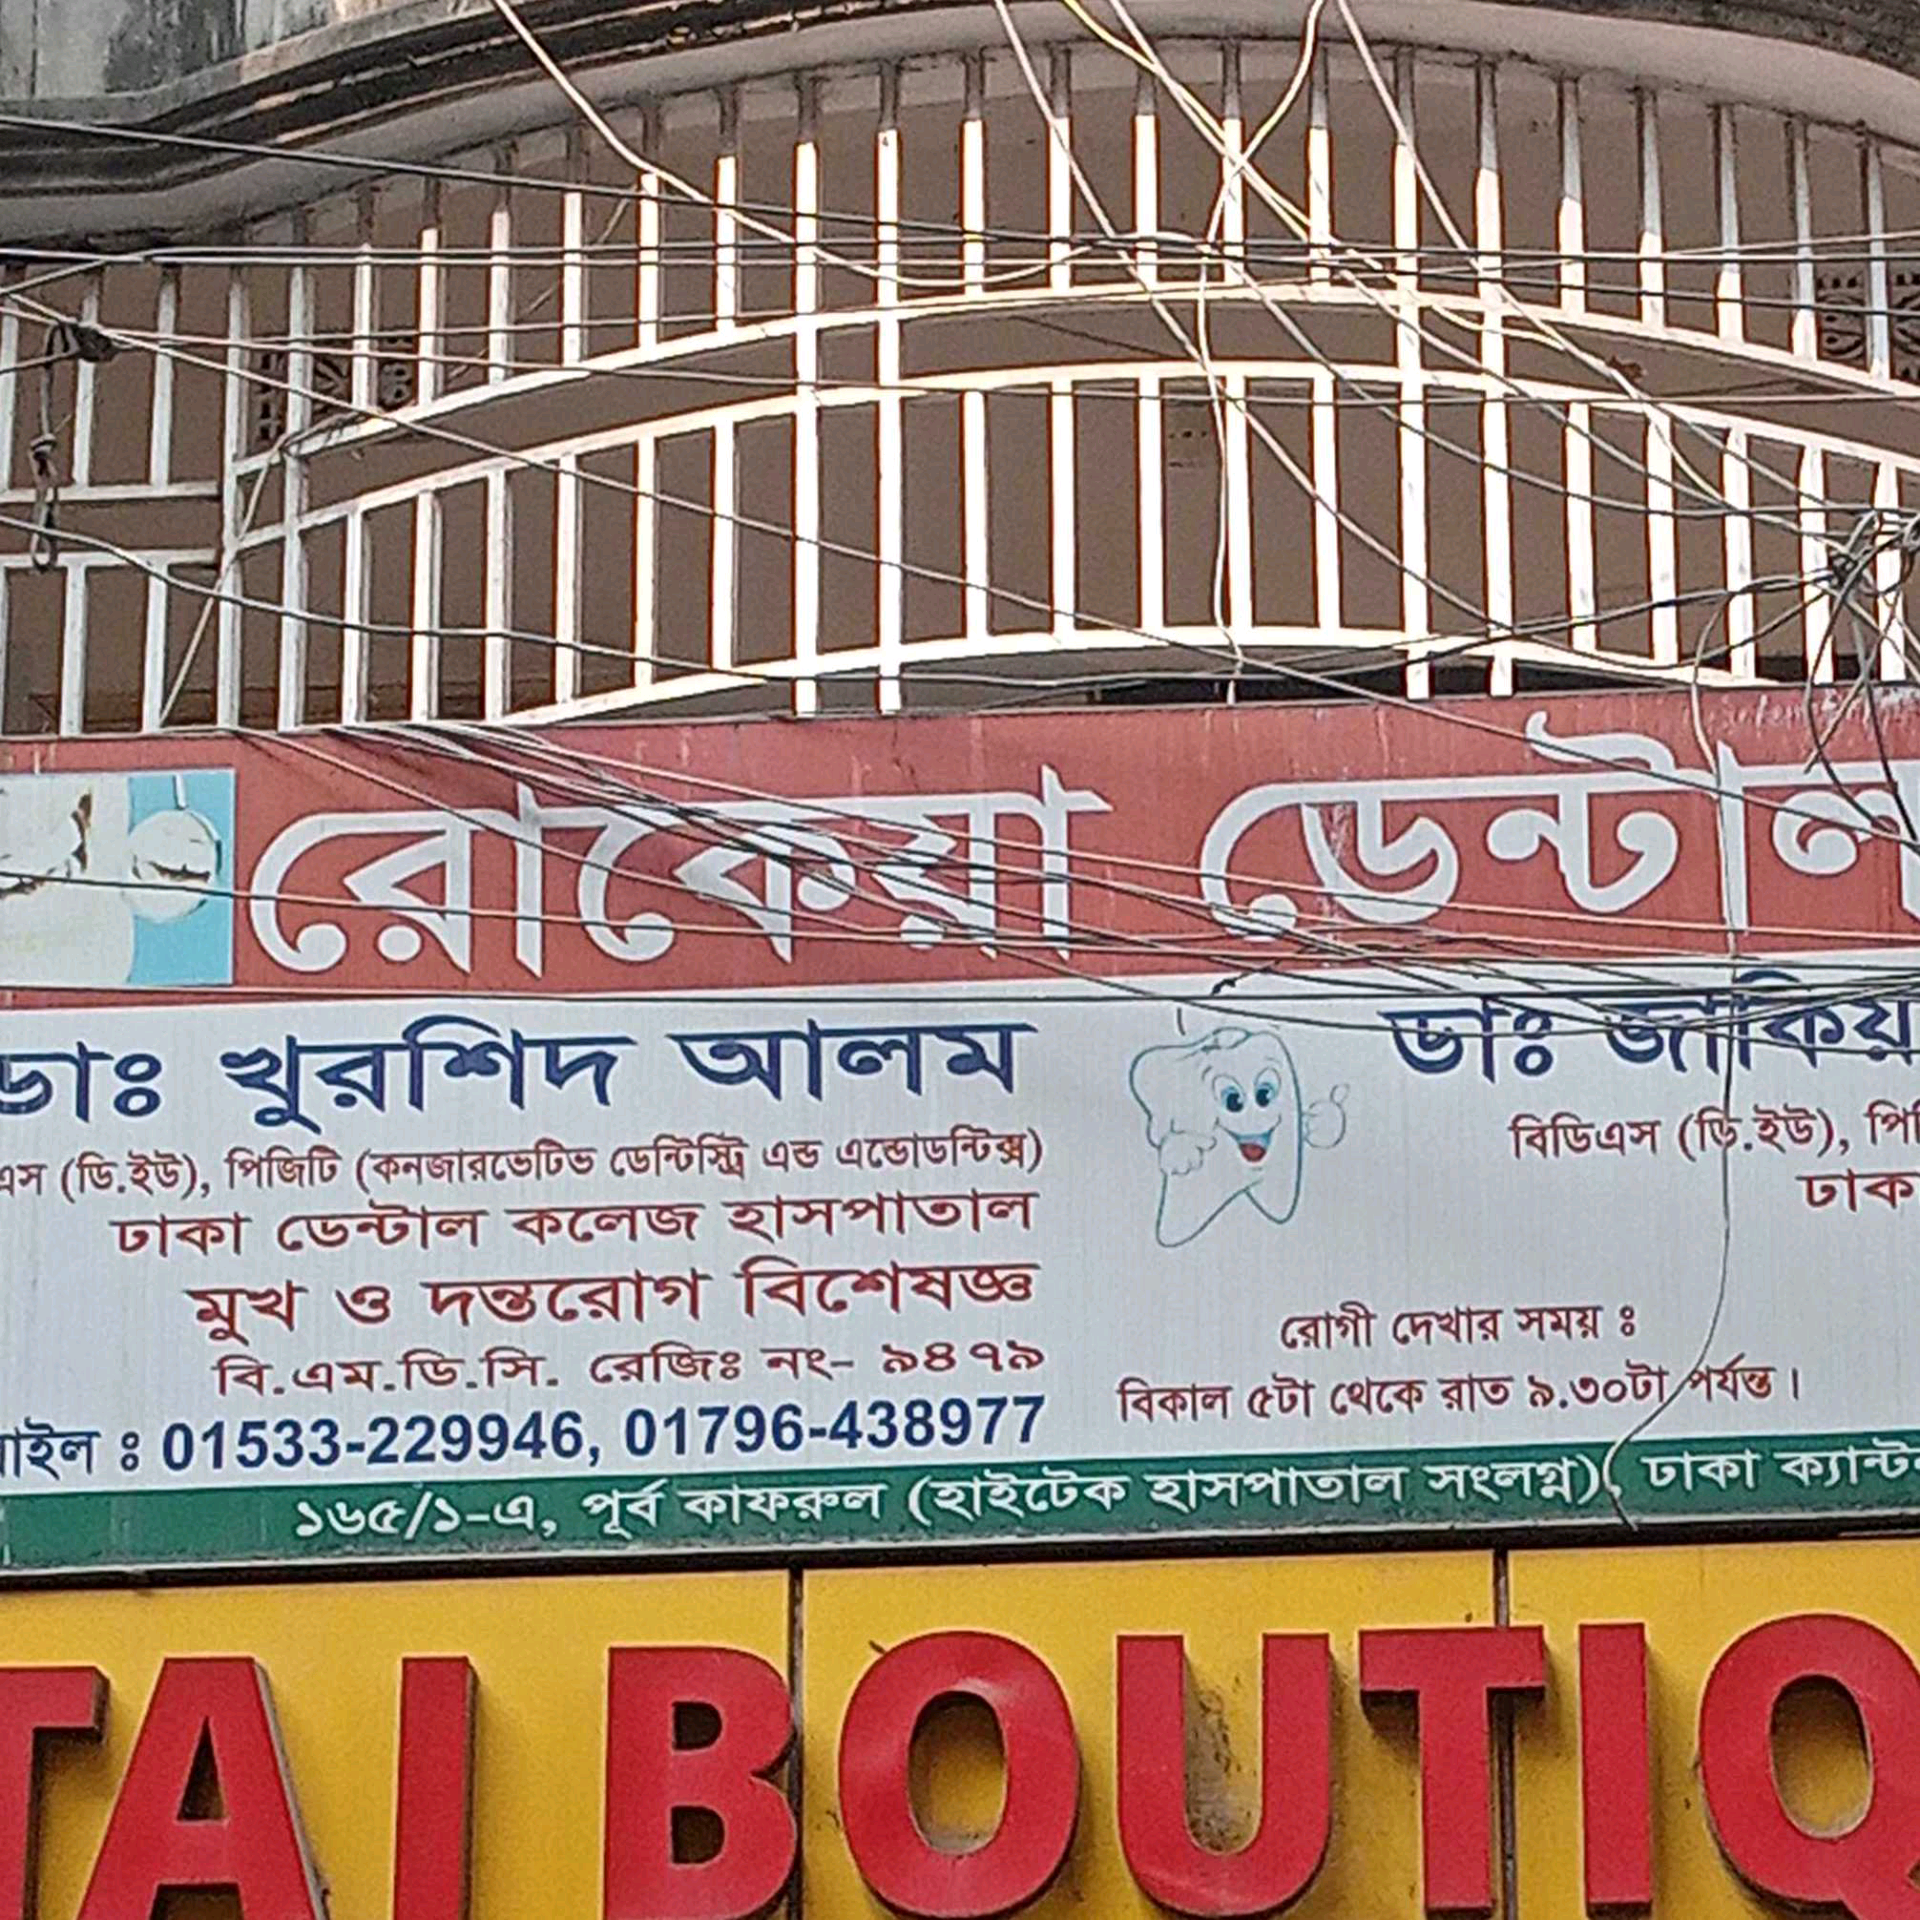 রোকেয়া ডেন্টাল
ডাঃ খুরশিদ আলম
এস (ডি.ইউ), পিজিটি (কনজারভেটিভ ডেন্টিস্ট্রি এন্ড এন্ডোডন্টিক্স)
ঢাকা ডেন্টাল কলেজ হাসপাতাল
মুখ ও দন্তরোগ বিশেষজ্ঞ
বি.এম.ডি.সি. রেজিঃ নং- ৯৪৭৯
াইল ঃ 01533-229946, 01796-438977
ডাঃ জাকিয়
বিডিএস (ডি.ইউ), পি
ঢাকা
রোগী দেখার সময় ঃ
বিকাল ৫টা থেকে রাত ৯.৩০টা পর্যন্ত।
১৬৫/১-এ, পূর্ব কাফরুল (হাইটেক হাসপাতাল সংলগ্ন), ঢাকা ক্যান্ট
TAI BOUTIQ